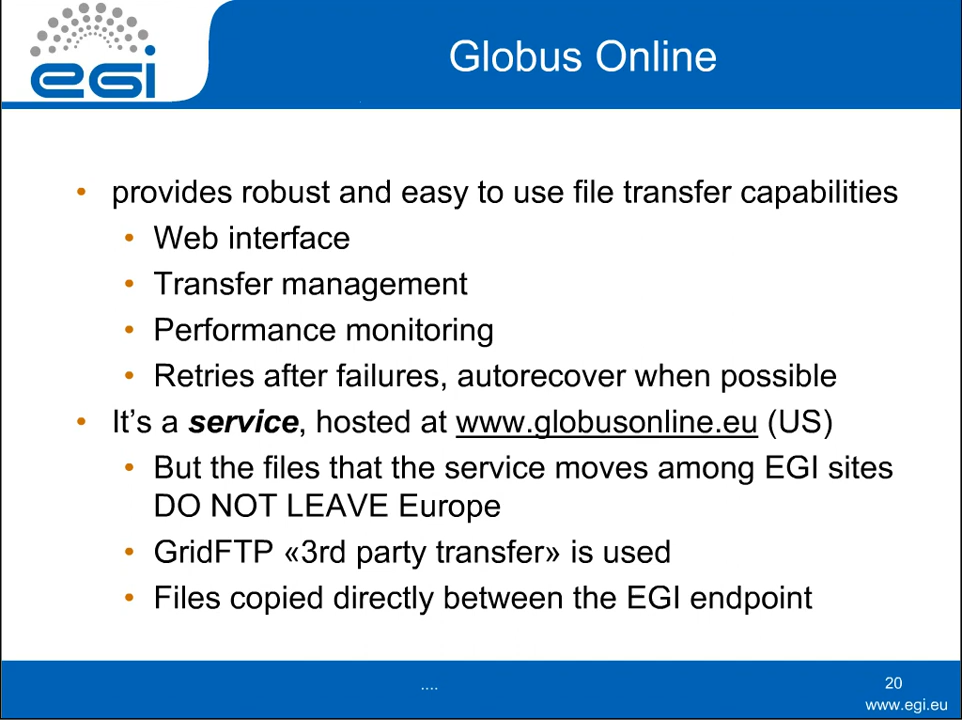 egi
Globus Online
• provides robust and easy to use file transfer capabilities
• Web interface
• Transfer management
• Performance monitoring
• Retries after failures, autorecover when possible
• It’s a service, hosted at www.globusonline.eu (US)
• But the files that the service moves among EGI sites
DO NOT LEAVE Europe
• GridFTP «3rd party transfer» is used
• Files copied directly between the EGI endpoint
....
20
www.egi.eu